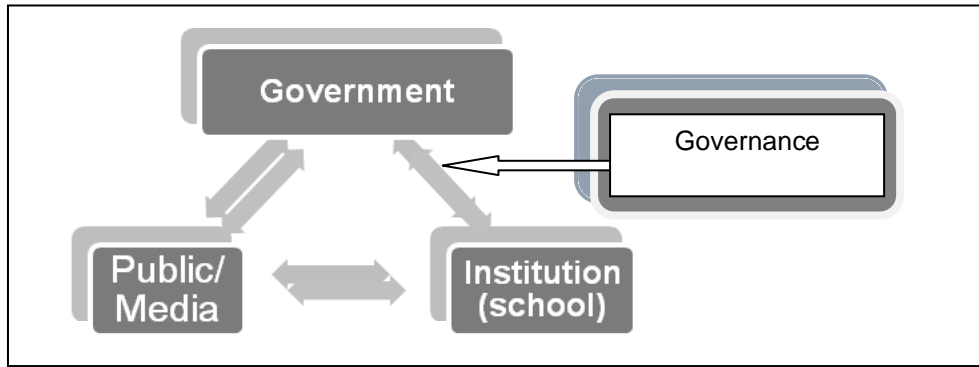 Government
Governance
Public/
Media
Institution
(school)